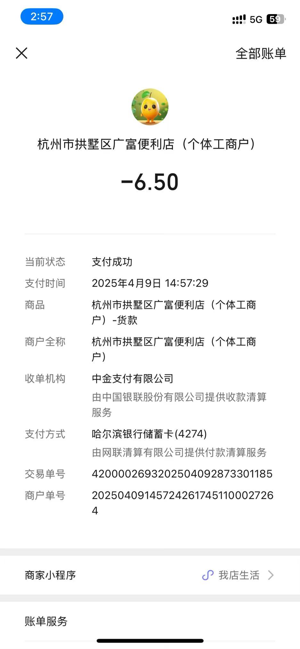 2:57
5G 59
全部账单
杭州市拱墅区广富便利店（个体工商户）
-6.50
当前状态 支付成功
支付时间 2025年4月9日 14:57:29
商品 杭州市拱墅区广富便利店（个体工商
户）-货款
商户全称 杭州市拱墅区广富便利店（个体工商
户）
收单机构 中金支付有限公司
由中国银联股份有限公司提供收款清算
服务
支付方式 哈尔滨银行储蓄卡(4274)
由网联清算有限公司提供付款清算服务
交易单号 4200002693202504092873301185
商户单号 2025040914572426174511000 2726
4
商家小程序 我店生活
账单服务